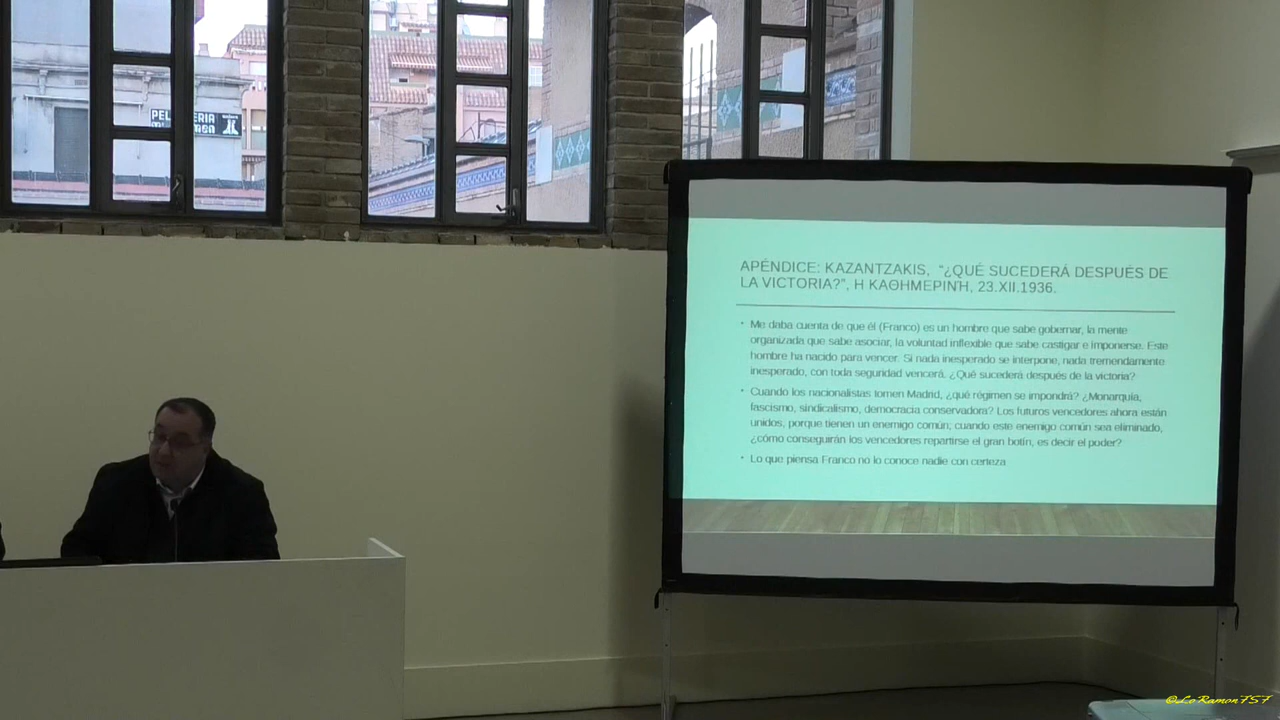 APÉNDICE: KAZANTZAKIS, "¿QUÉ SUCEDERÁ DESPUÉS DE
LA VICTORIA?", Η ΚΑΘΗΜΕΡΙΝΉ, 23.XII.1936.
• Me daba cuenta de que él (Franco) es un hombre que sabe gobernar, la mente
organizada que sabe asociar, la voluntad inflexible que sabe castigar e imponerse. Este
hombre ha nacido para vencer. Si nada inesperado se interpone, nada tremendamente
inesperado, con toda seguridad vencerá. ¿Qué sucederá después de la victoria?
• Cuando los nacionalistas tomen Madrid, ¿qué régimen se impondrá? ¿Monarquía,
fascismo, sindicalismo, democracia conservadora? Los futuros vencedores ahora están
unidos, porque tienen un enemigo común; cuando este enemigo común sea eliminado,
¿cómo conseguirán los vencedores repartirse el gran botín, es decir el poder?
• Lo que piensa Franco no lo conoce nadie con certeza
@LoRamon757